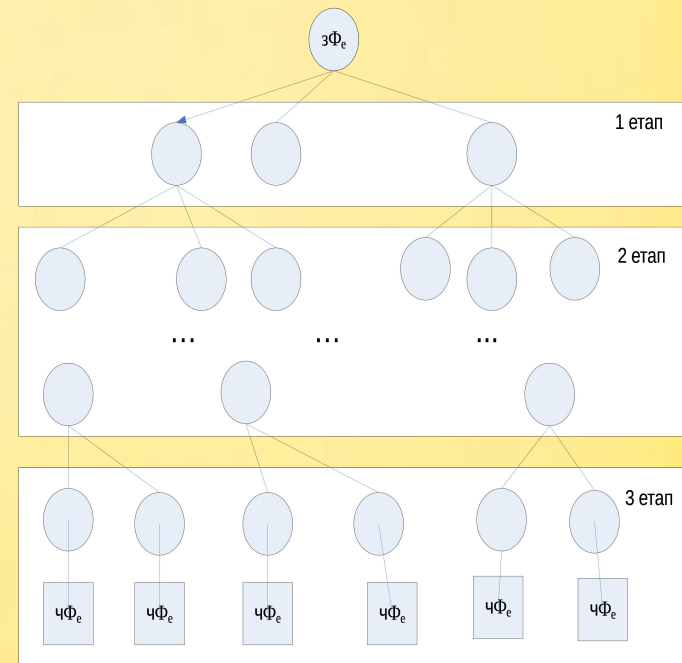 зФе
1 етап
2 етап
... ... ...
3 етап
чФе чФе чФе чФе чФе чФе